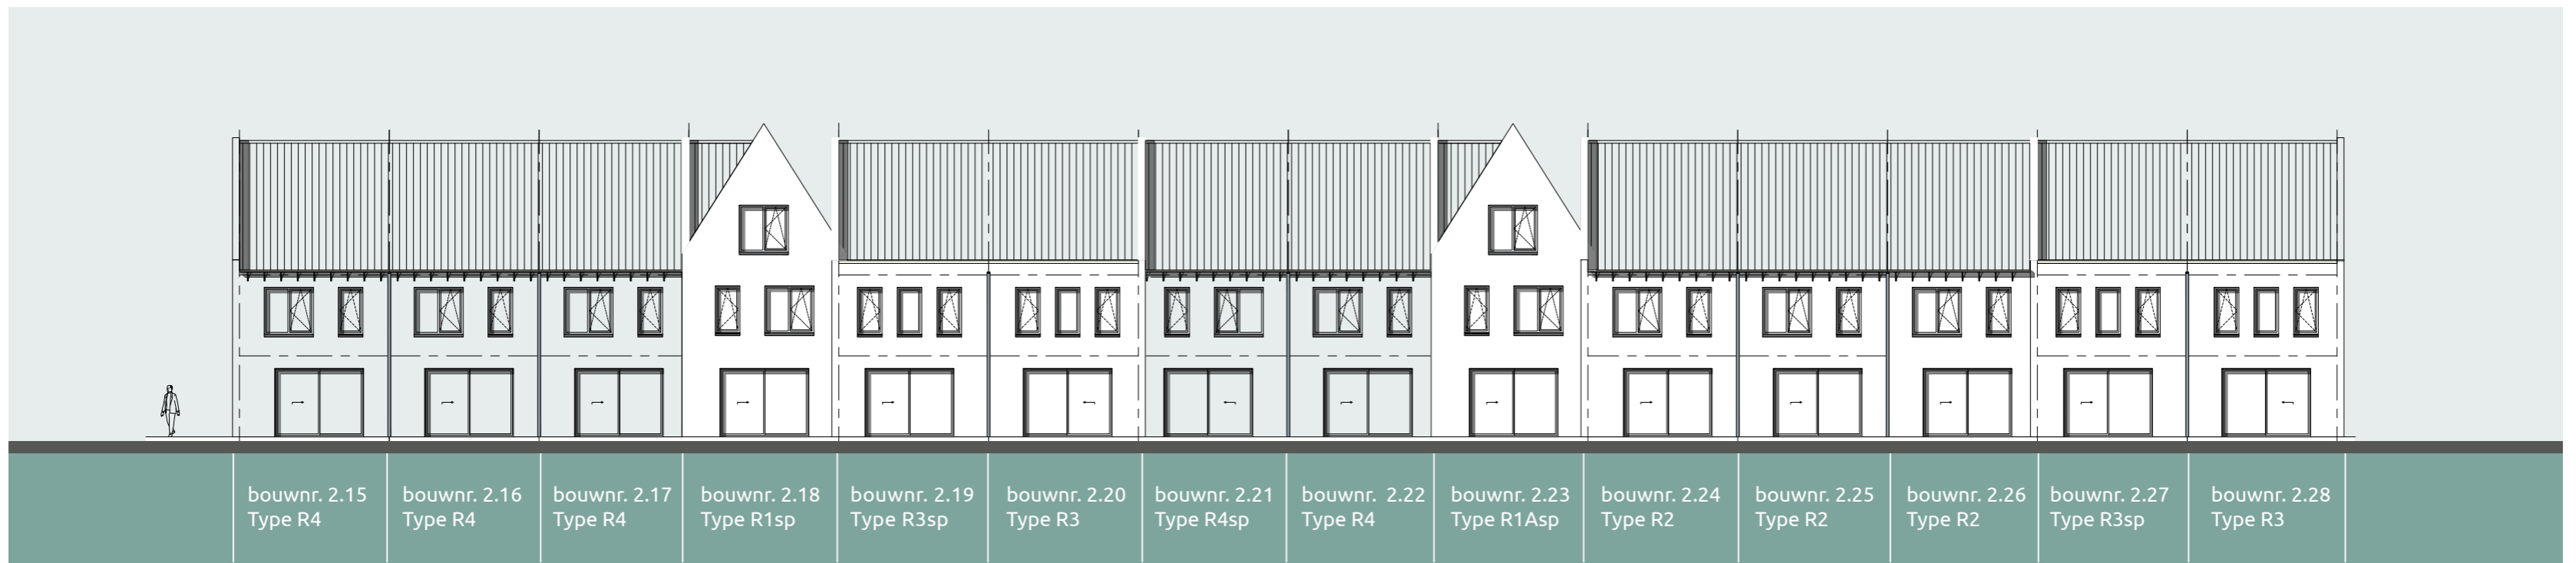 bouwnr. 2.15
Type R4
bouwnr. 2.16
Type R4
bouwnr. 2.17
Type R4
bouwnr. 2.18
Type R1sp
bouwnr. 2.19
Type R3sp
bouwnr. 2.20
Type R3
bouwnr. 2.21
Type R4sp
bouwnr. 2.22
Type R4
bouwnr. 2.23
Type R1Asp
bouwnr. 2.24
Type R2
bouwnr. 2.25
Type R2
bouwnr. 2.26
Type R2
bouwnr. 2.27
Type R3sp
bouwnr. 2.28
Type R3